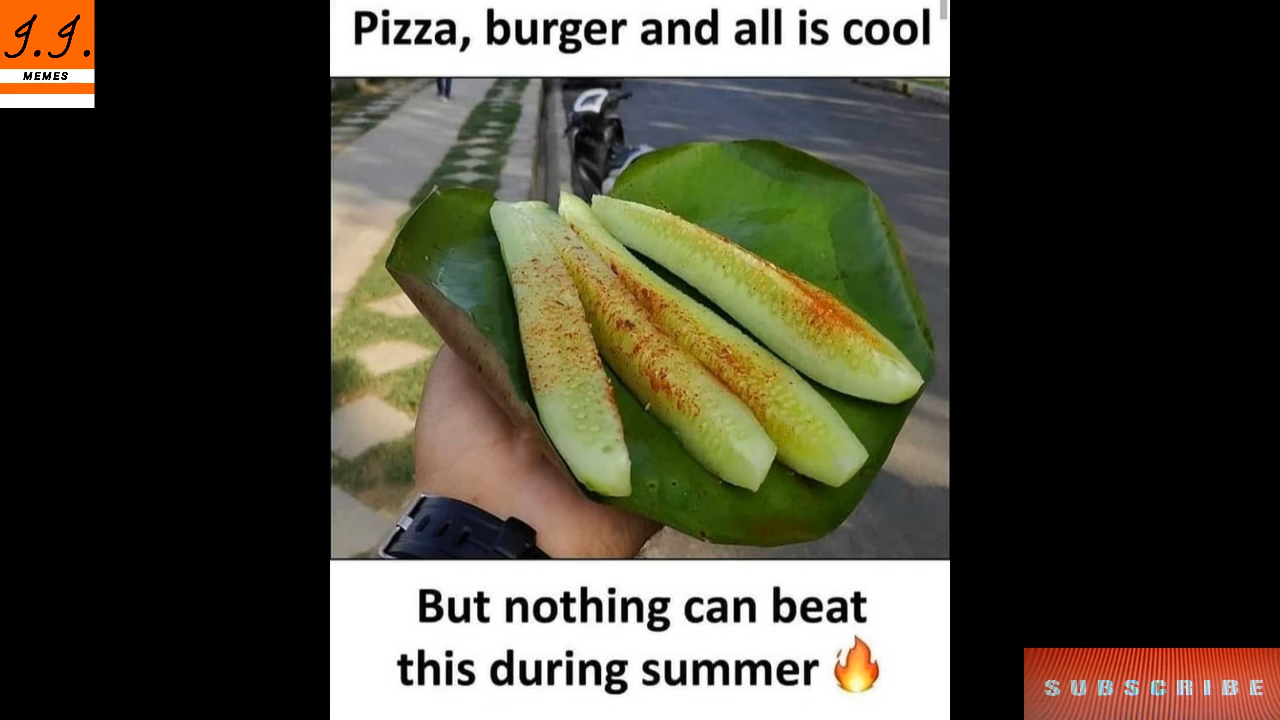 J.J.
MEMES
Pizza, burger and all is cool
But nothing can beat
this during summer 🔥
SUBSCRIBE